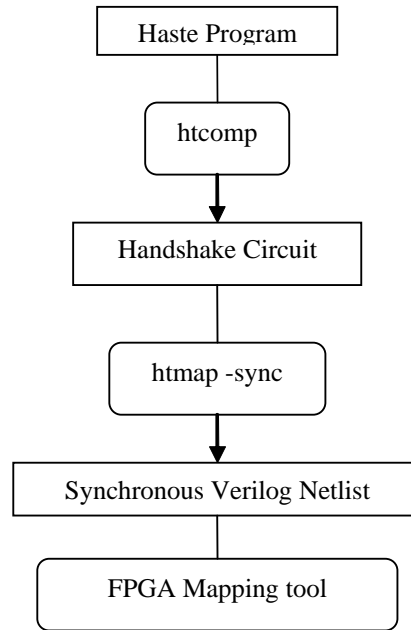 Haste Program
htcomp
Handshake Circuit
htmap -sync
Synchronous Verilog Netlist
FPGA Mapping tool